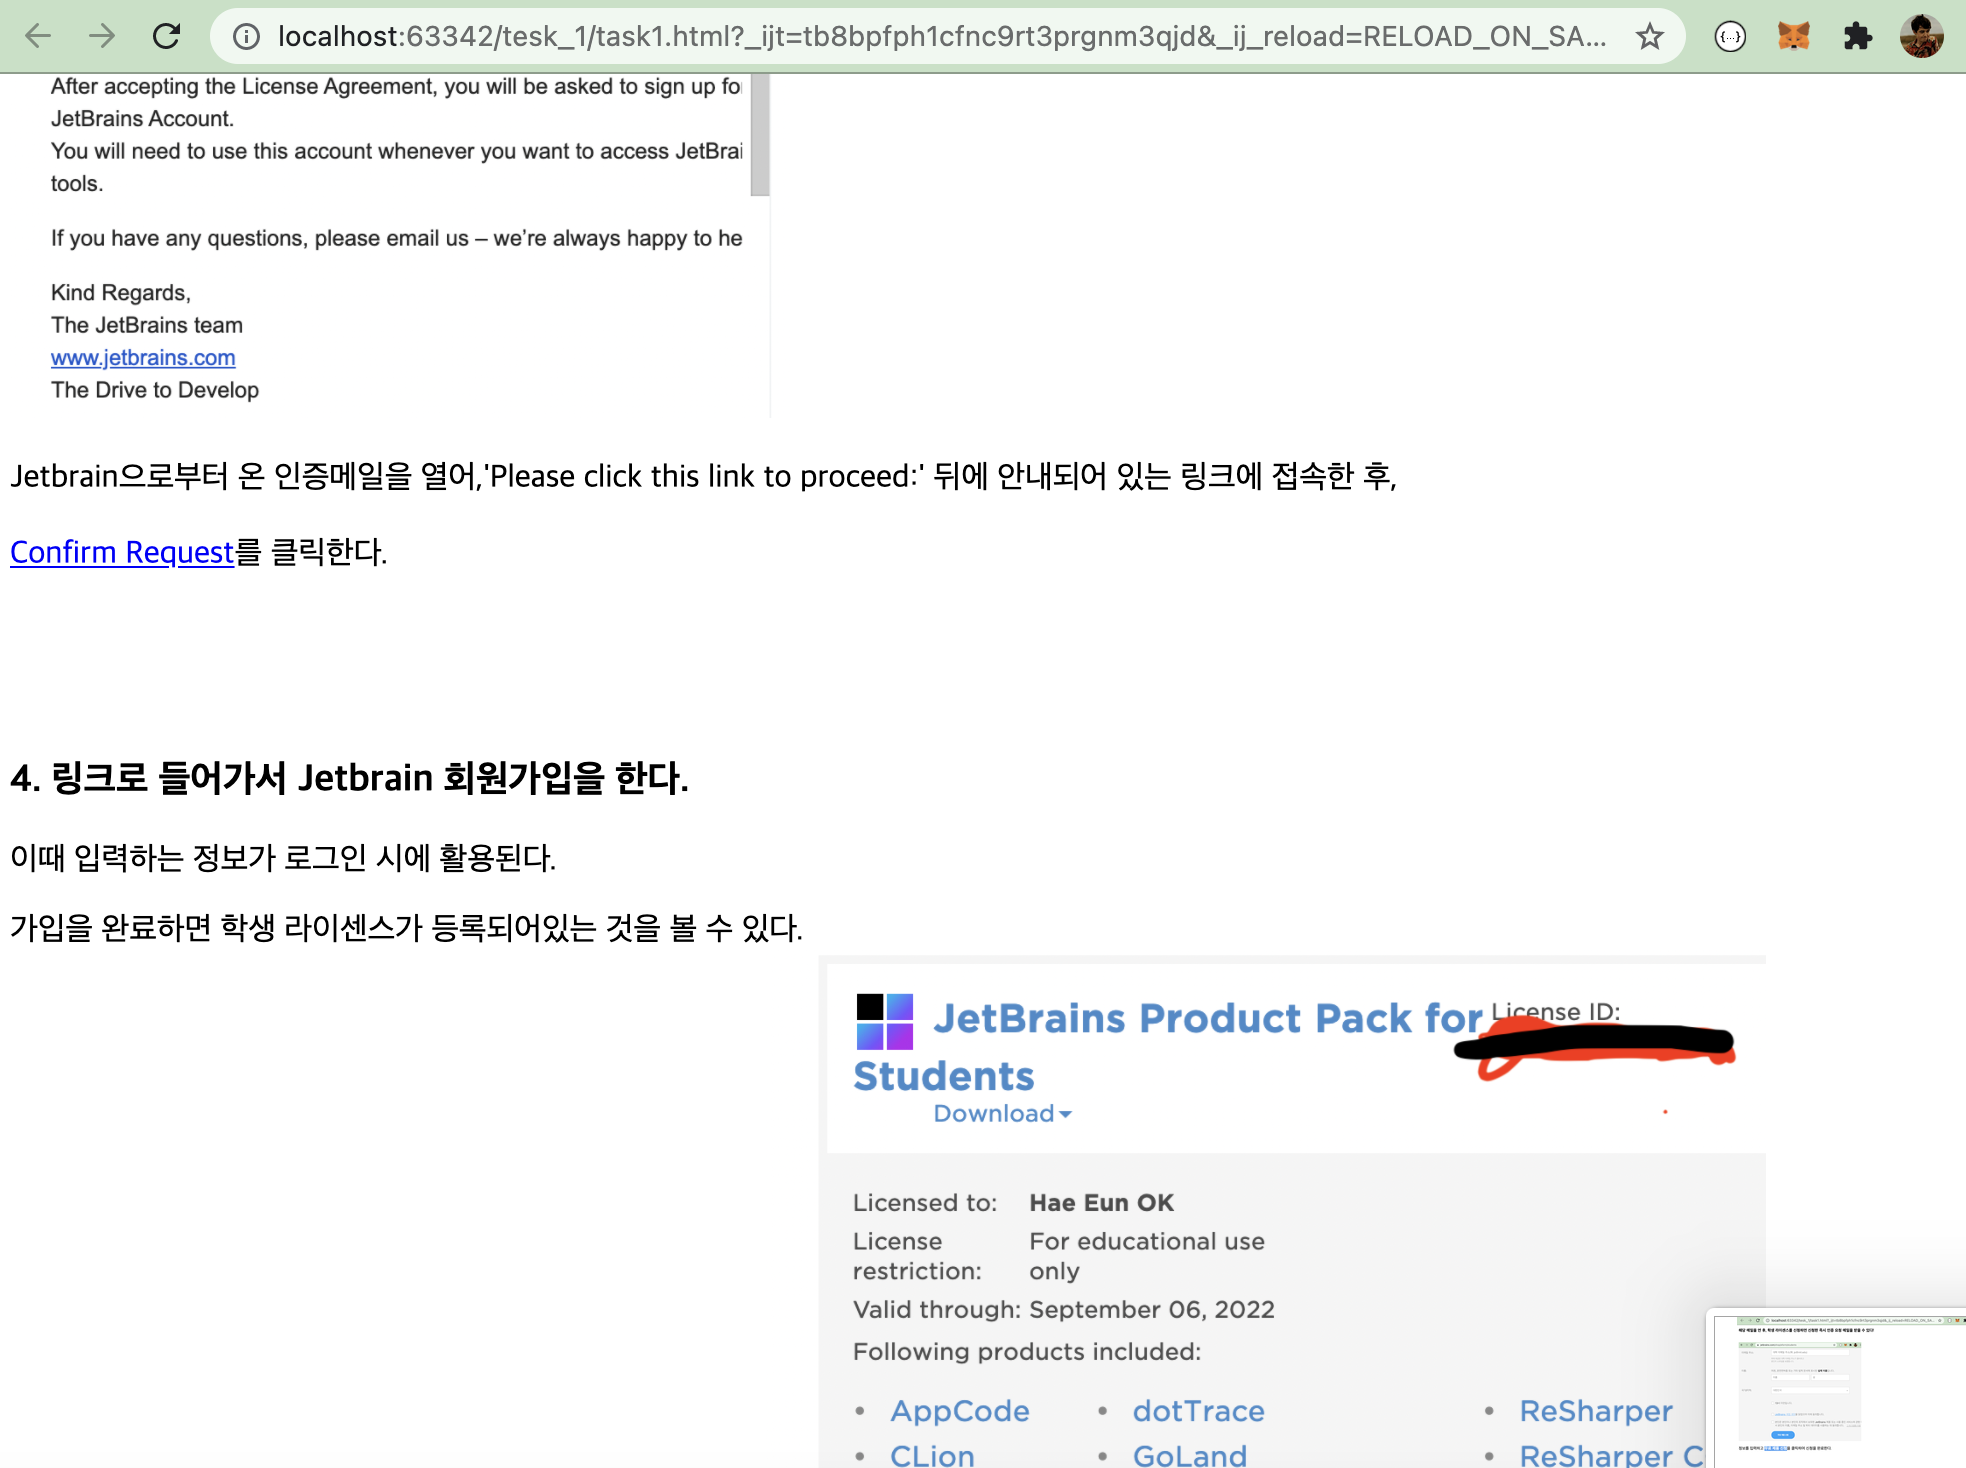 localhost:63342/tesk_1/task1.html?_ijt=tb8bpfph1cfnc9rt3prgnm3qjd&_ij_reload=RELOAD_ON_SA...
After accepting the License Agreement, you will be asked to sign up fo
JetBrains Account.
You will need to use this account whenever you want to access JetBrai
tools.
If you have any questions, please email us – we're always happy to he
Kind Regards,
The JetBrains team
www.jetbrains.com
The Drive to Develop
Jetbrain으로부터 온 인증메일을 열어,'Please click this link to proceed:' 뒤에 안내되어 있는 링크에 접속한 후,
Confirm Request를 클릭한다.
4. 링크로 들어가서 Jetbrain 회원가입을 한다.
이때 입력하는 정보가 로그인 시에 활용된다.
가입을 완료하면 학생 라이센스가 등록되어있는 것을 볼 수 있다.
JetBrains Product Pack for
Students
License ID:
Download
Licensed to: Hae Eun OK
License restriction: For educational use only
Valid through: September 06, 2022
Following products included:
• AppCode • dotTrace • ReSharper
• CLion • GoLand • ReSharper C